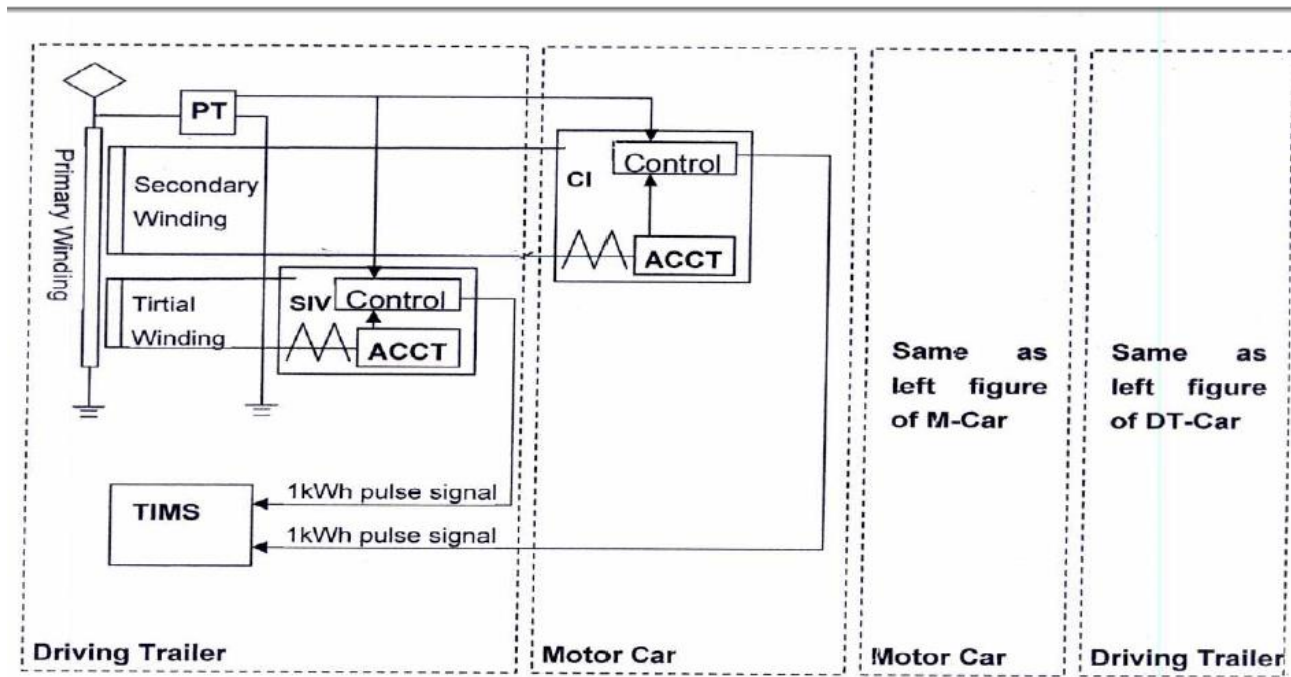 PT
Primary Winding
Secondary
Winding
Control
CI
ACCT
Tirtial
Winding
Control
SIV
ACCT
Same as
left figure
of M-Car
Same as
left figure
of DT-Car
TIMS
1kWh pulse signal
1kWh pulse signal
Driving Trailer
Motor Car
Motor Car
Driving Trailer